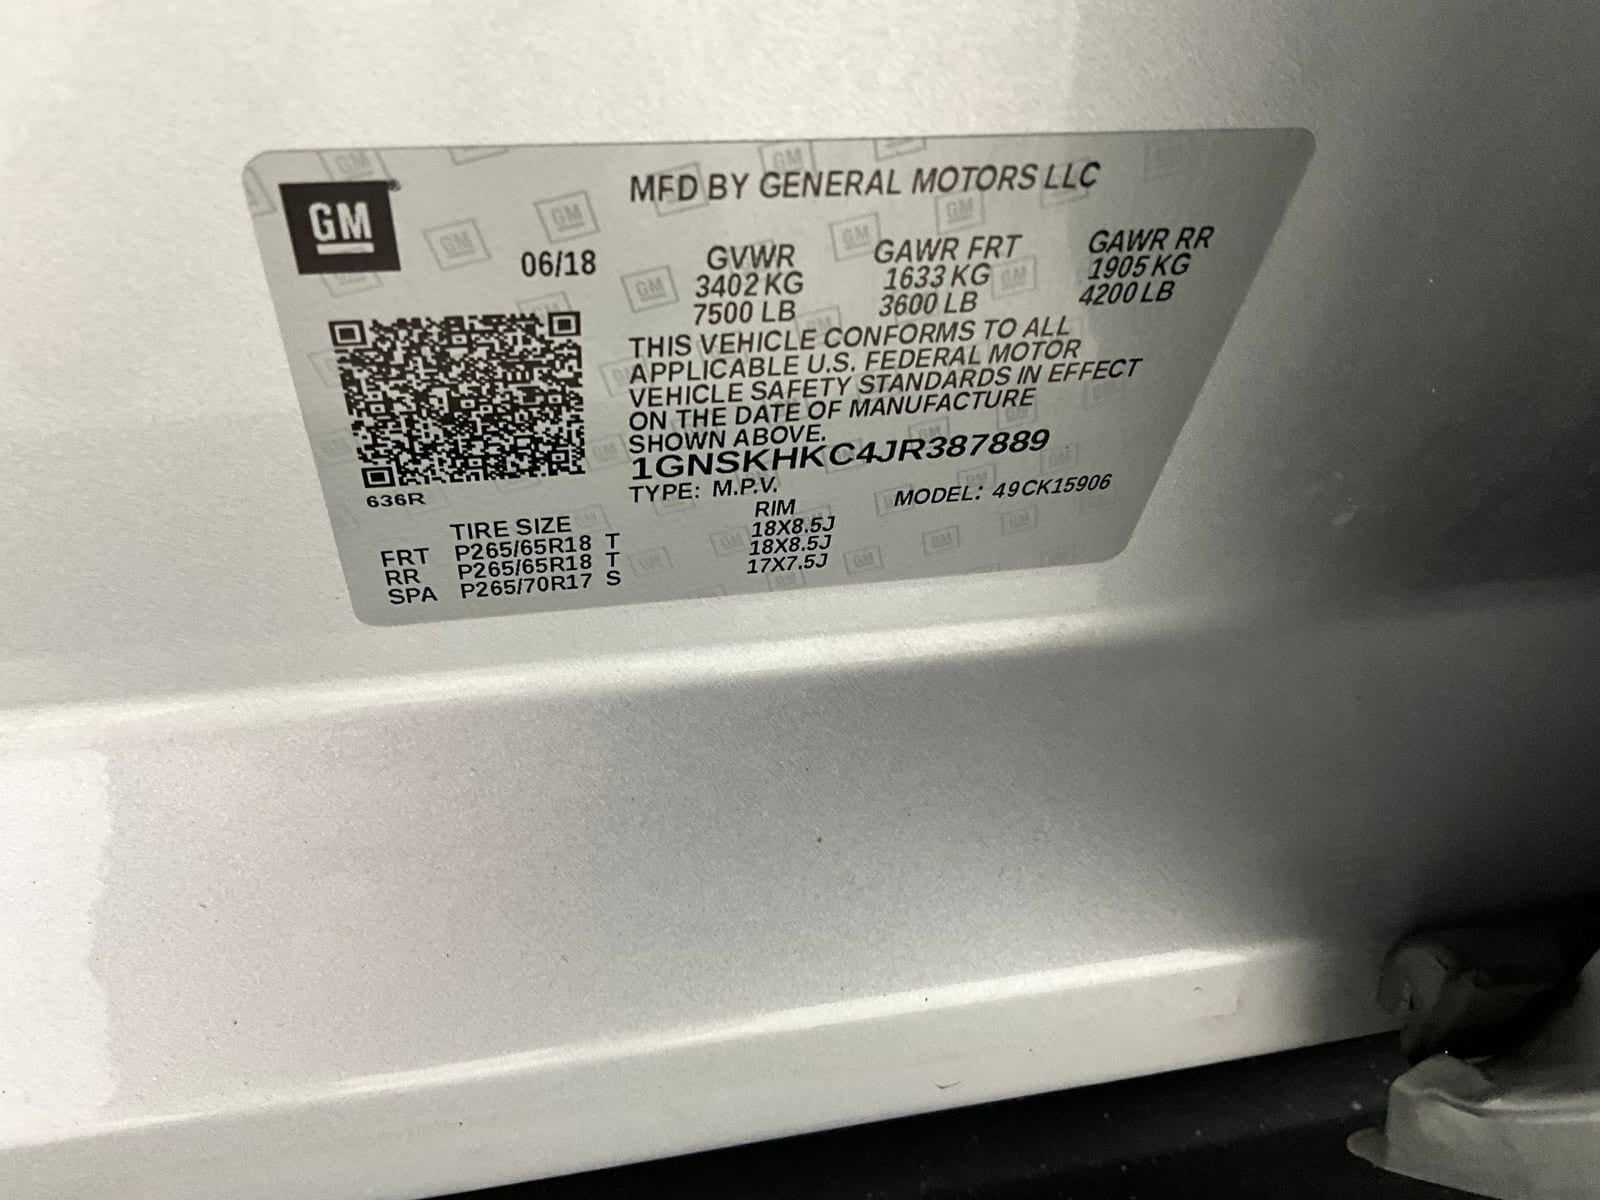 GM
MFD BY GENERAL MOTORS LLC
06/18
GVWR GAWR FRT GAWR RR
3402 KG 1633 KG 1905 KG
7500 LB 3600 LB 4200 LB
THIS VEHICLE CONFORMS TO ALL
APPLICABLE U.S. FEDERAL MOTOR
VEHICLE SAFETY STANDARDS IN EFFECT
ON THE DATE OF MANUFACTURE
SHOWN ABOVE.
1GNSKHKC4JR387889
TYPE: M.P.V. MODEL: 49CK15906
636R
TIRE SIZE RIM
FRT P265/65R18 T 18X8.5J
RR P265/65R18 T 18X8.5J
SPA P265/70R17 S 17X7.5J